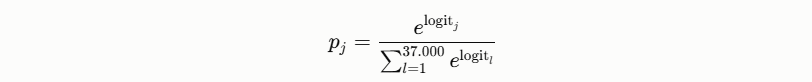 p_j = \frac{e^{\text{logit}_j}}{\sum_{l=1}^{37.000} e^{\text{logit}_l}}